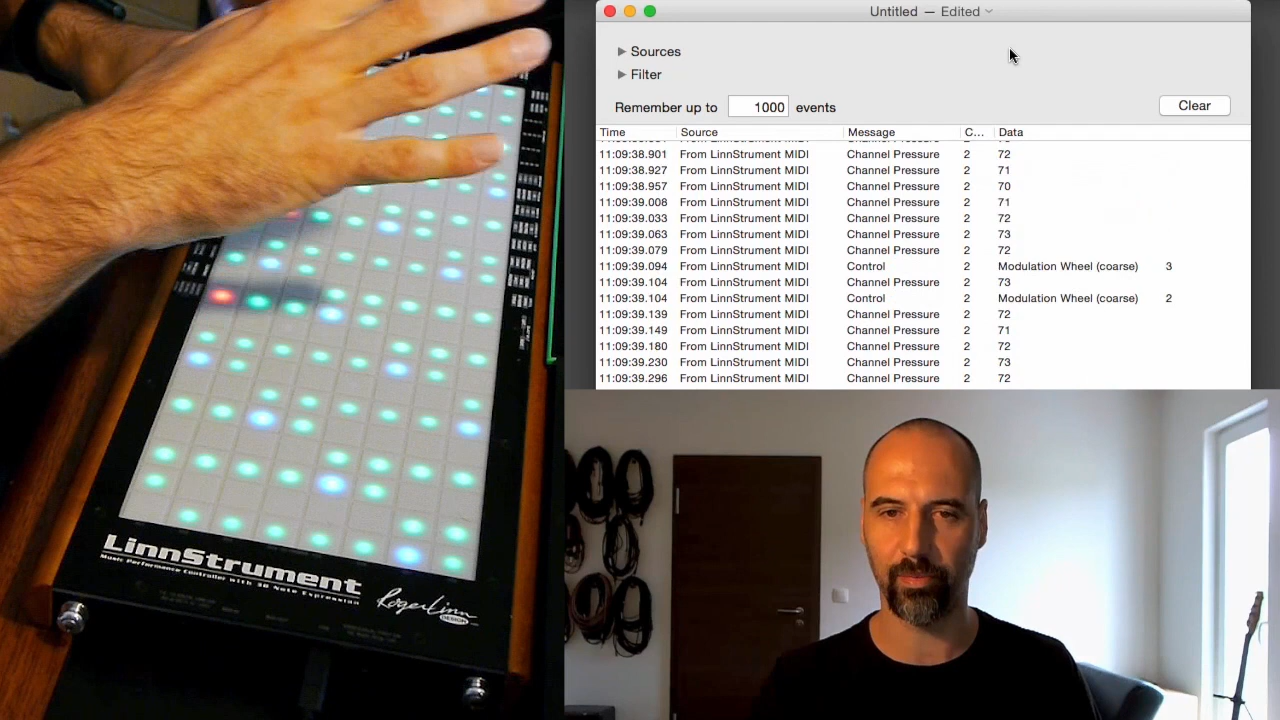 Untitled — Edited
Sources
Filter
Remember up to 1000 events
Clear
Time Source Message C... Data
11:09:38.901 From LinnStrument MIDI Channel Pressure 2 72
11:09:38.927 From LinnStrument MIDI Channel Pressure 2 71
11:09:38.957 From LinnStrument MIDI Channel Pressure 2 70
11:09:39.008 From LinnStrument MIDI Channel Pressure 2 71
11:09:39.033 From LinnStrument MIDI Channel Pressure 2 72
11:09:39.063 From LinnStrument MIDI Channel Pressure 2 73
11:09:39.079 From LinnStrument MIDI Channel Pressure 2 72
11:09:39.094 From LinnStrument MIDI Control 2 Modulation Wheel (coarse) 3
11:09:39.104 From LinnStrument MIDI Channel Pressure 2 73
11:09:39.104 From LinnStrument MIDI Control 2 Modulation Wheel (coarse) 2
11:09:39.139 From LinnStrument MIDI Channel Pressure 2 72
11:09:39.149 From LinnStrument MIDI Channel Pressure 2 71
11:09:39.180 From LinnStrument MIDI Channel Pressure 2 72
11:09:39.230 From LinnStrument MIDI Channel Pressure 2 73
11:09:39.296 From LinnStrument MIDI Channel Pressure 2 72
LinnStrument
Music Performance Controller with 3D Note Expression
RogerLinn
DESIGN